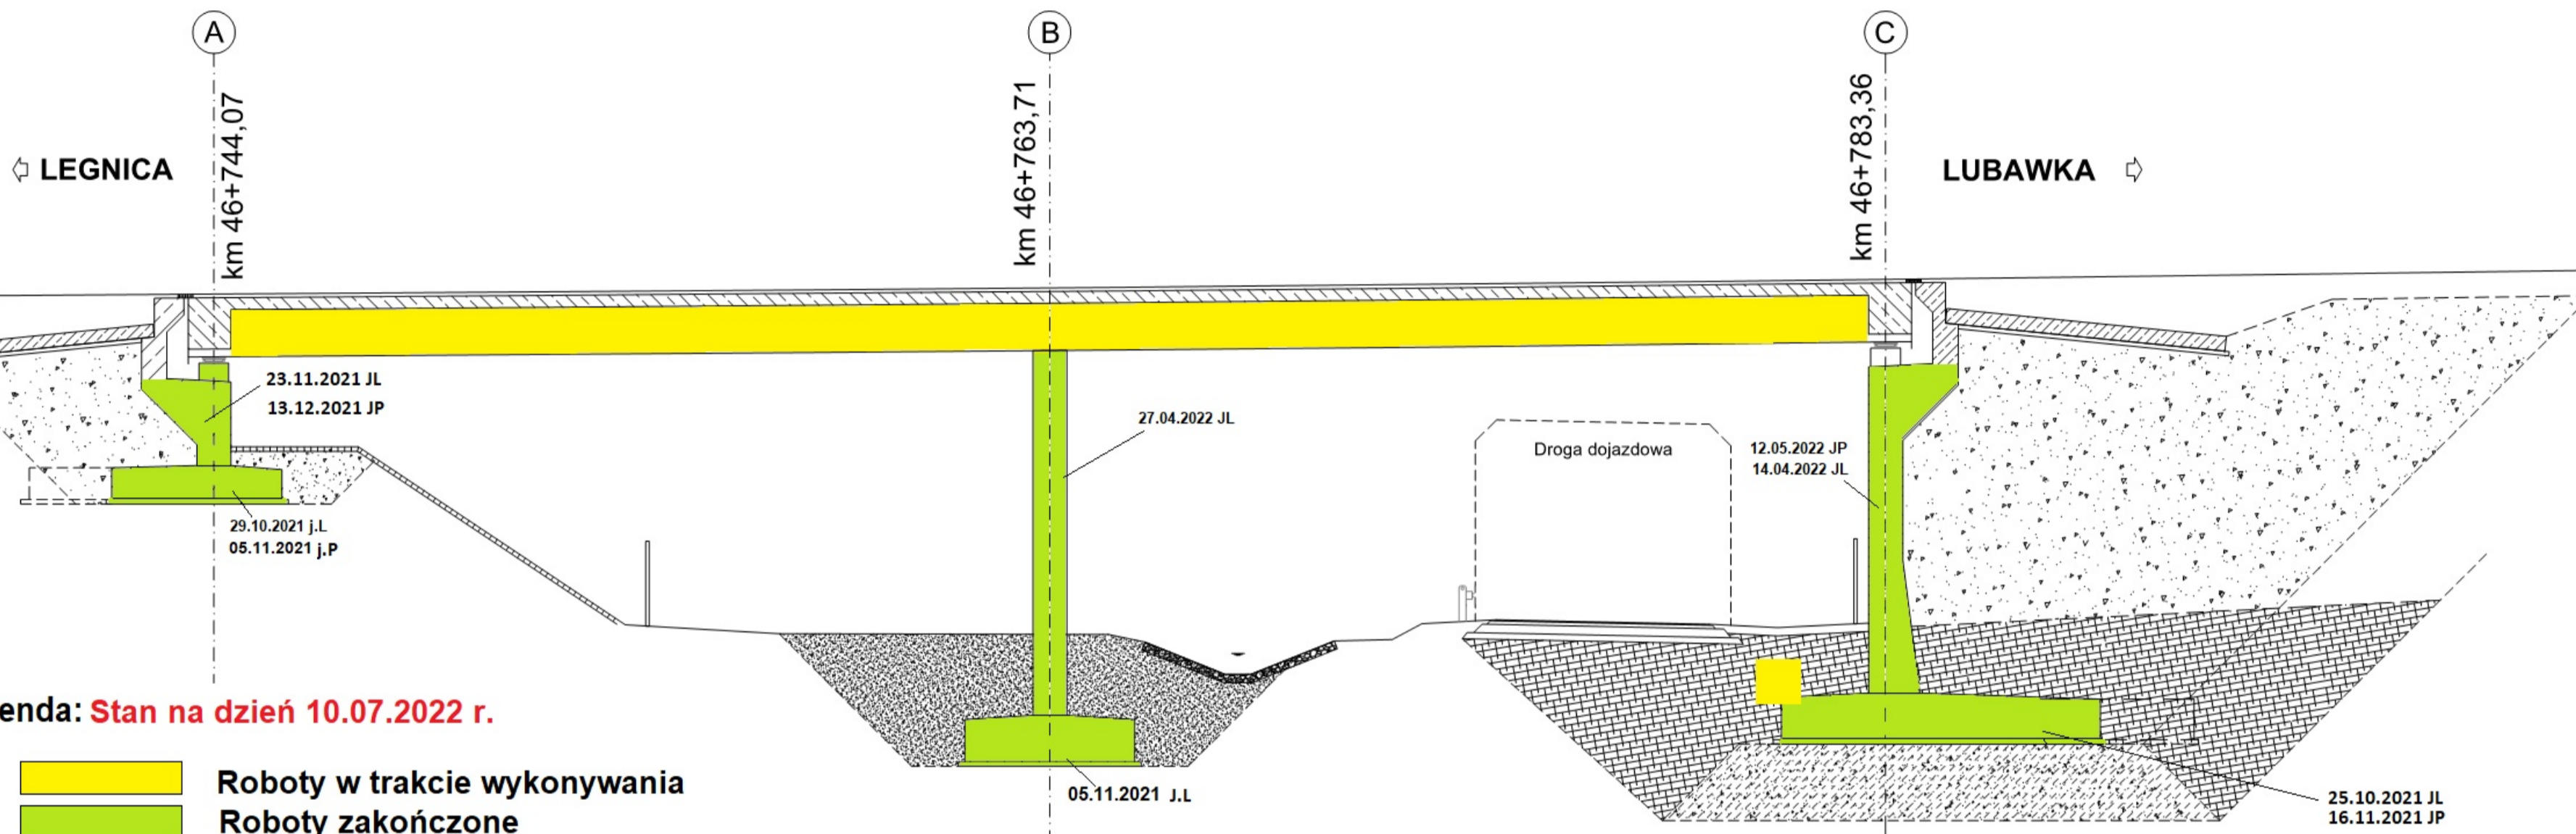 A
B
C
km 46+744,07
km 46+763,71
km 46+783,36
LEGNICA
LUBAWKA
23.11.2021 JL
13.12.2021 JP
27.04.2022 JL
Droga dojazdowa
12.05.2022 JP
14.04.2022 JL
29.10.2021 j.L
05.11.2021 j.P
enda: Stan na dzień 10.07.2022 r.
Roboty w trakcie wykonywania
Roboty zakończone
05.11.2021 J.L
25.10.2021 JL
16.11.2021 JP